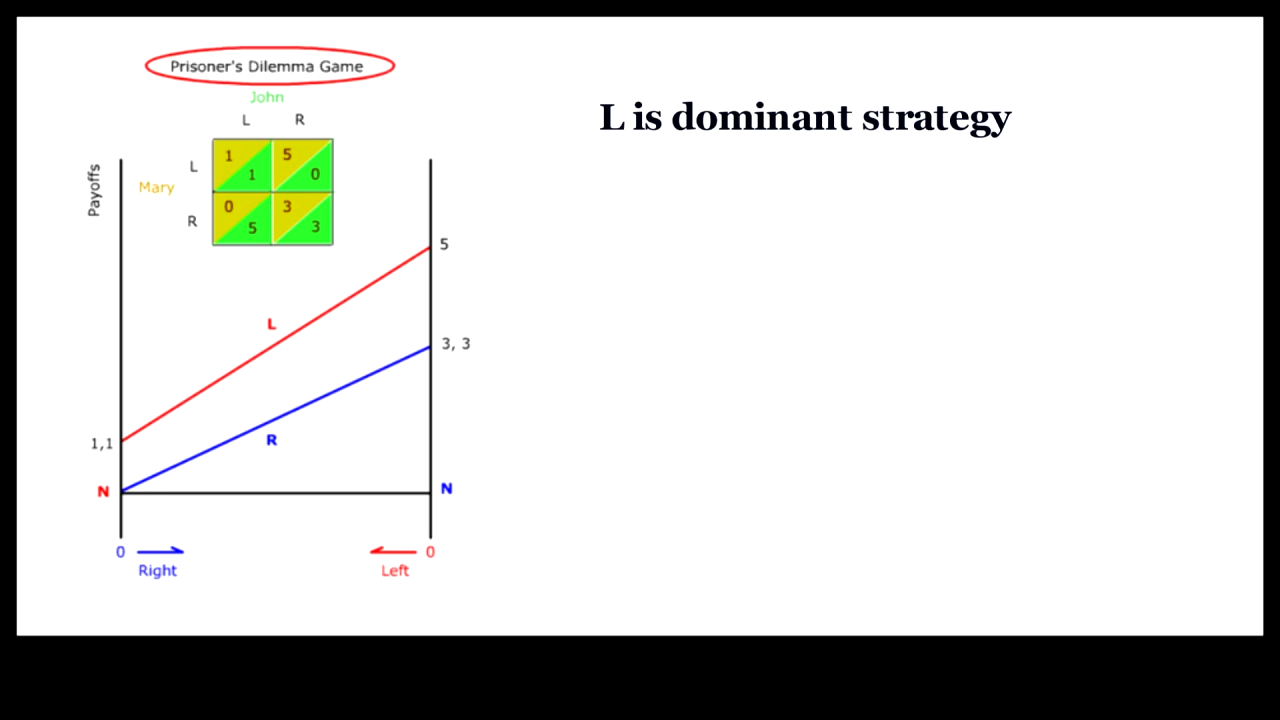 Prisoner's Dilemma Game
L is dominant strategy
John
L R
Payoffs
L 1 1 5 0
Mary
R 0 5 3 3
5
L
3, 3
R
1,1
N N
0 0
Right Left